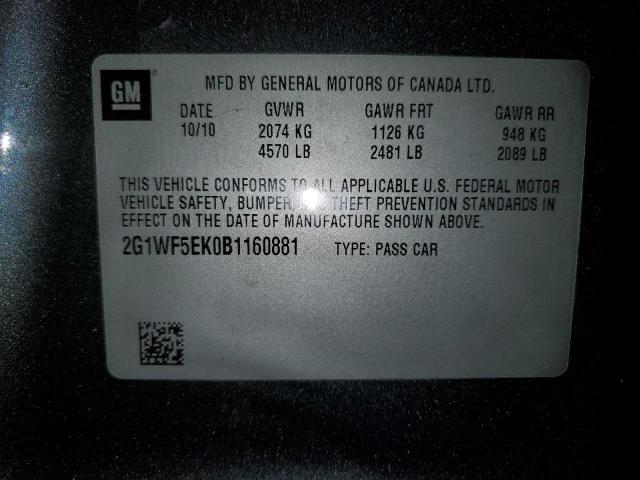 GM
MFD BY GENERAL MOTORS OF CANADA LTD.
DATE GVWR GAWR FRT GAWR RR
10/10 2074 KG 1126 KG 948 KG
4570 LB 2481 LB 2089 LB
THIS VEHICLE CONFORMS TO ALL APPLICABLE U.S. FEDERAL MOTOR
VEHICLE SAFETY, BUMPER, AND THEFT PREVENTION STANDARDS IN
EFFECT ON THE DATE OF MANUFACTURE SHOWN ABOVE.
2G1WF5EK0B1160881 TYPE: PASS CAR